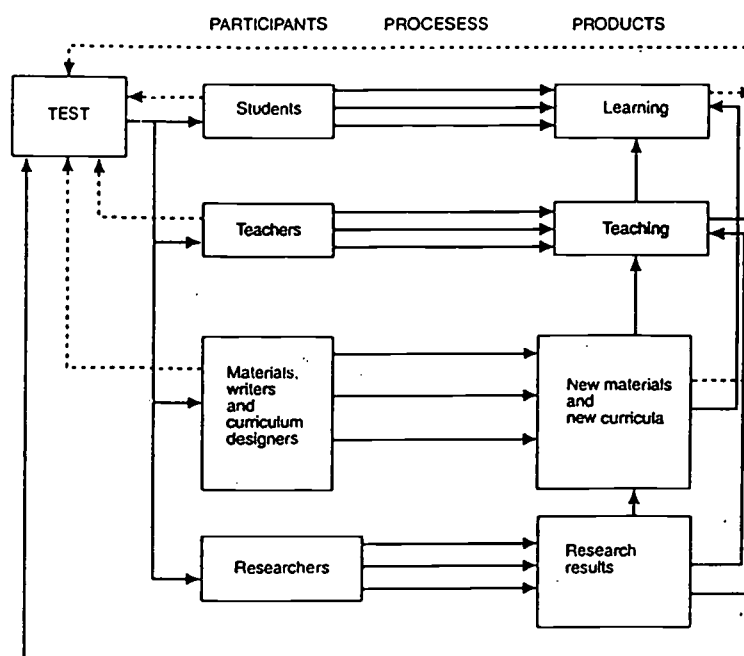 PARTICIPANTS PROCESESS PRODUCTS
TEST
Students
Learning
Teachers
Teaching
Materials,
writers
and
curriculum
designers
New materials
and
new curricula
Researchers
Research
results